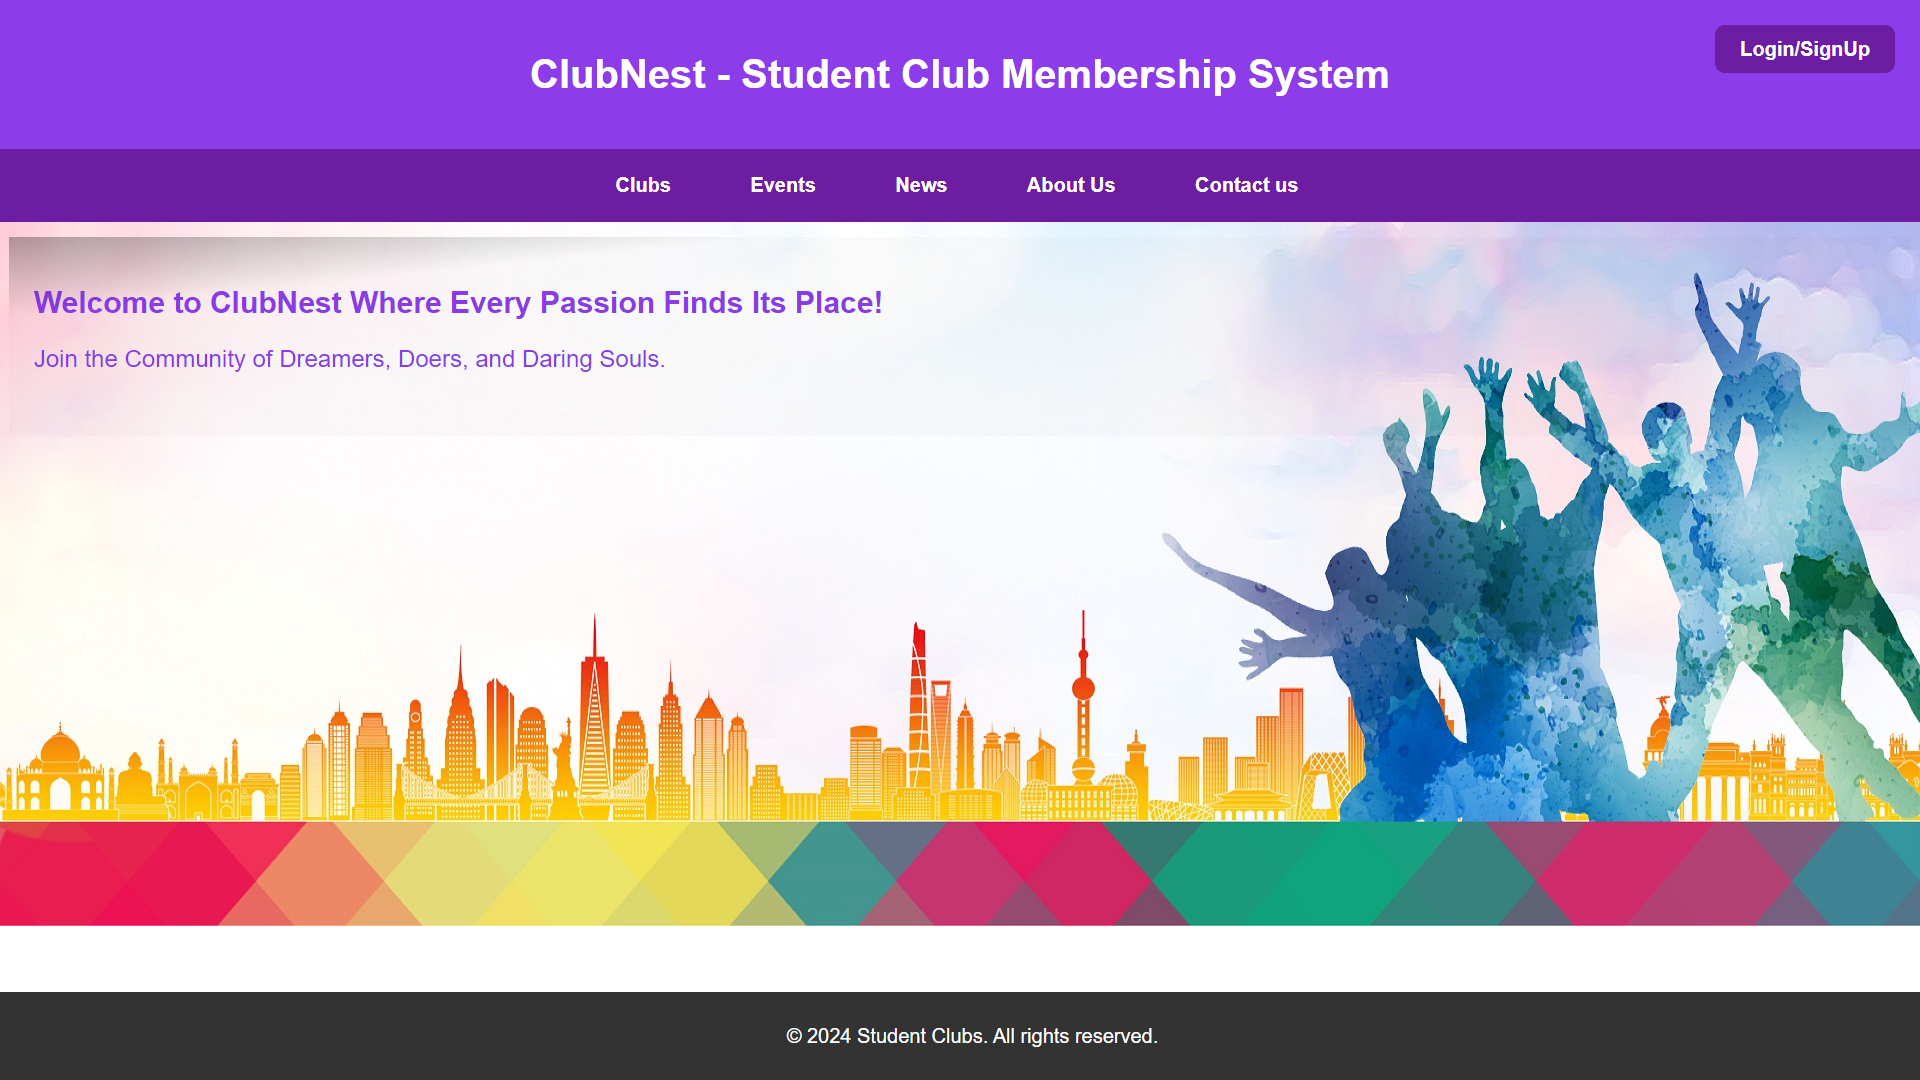 ClubNest - Student Club Membership System
Login/SignUp
Clubs Events News About Us Contact us
Welcome to ClubNest Where Every Passion Finds Its Place!
Join the Community of Dreamers, Doers, and Daring Souls.
© 2024 Student Clubs. All rights reserved.